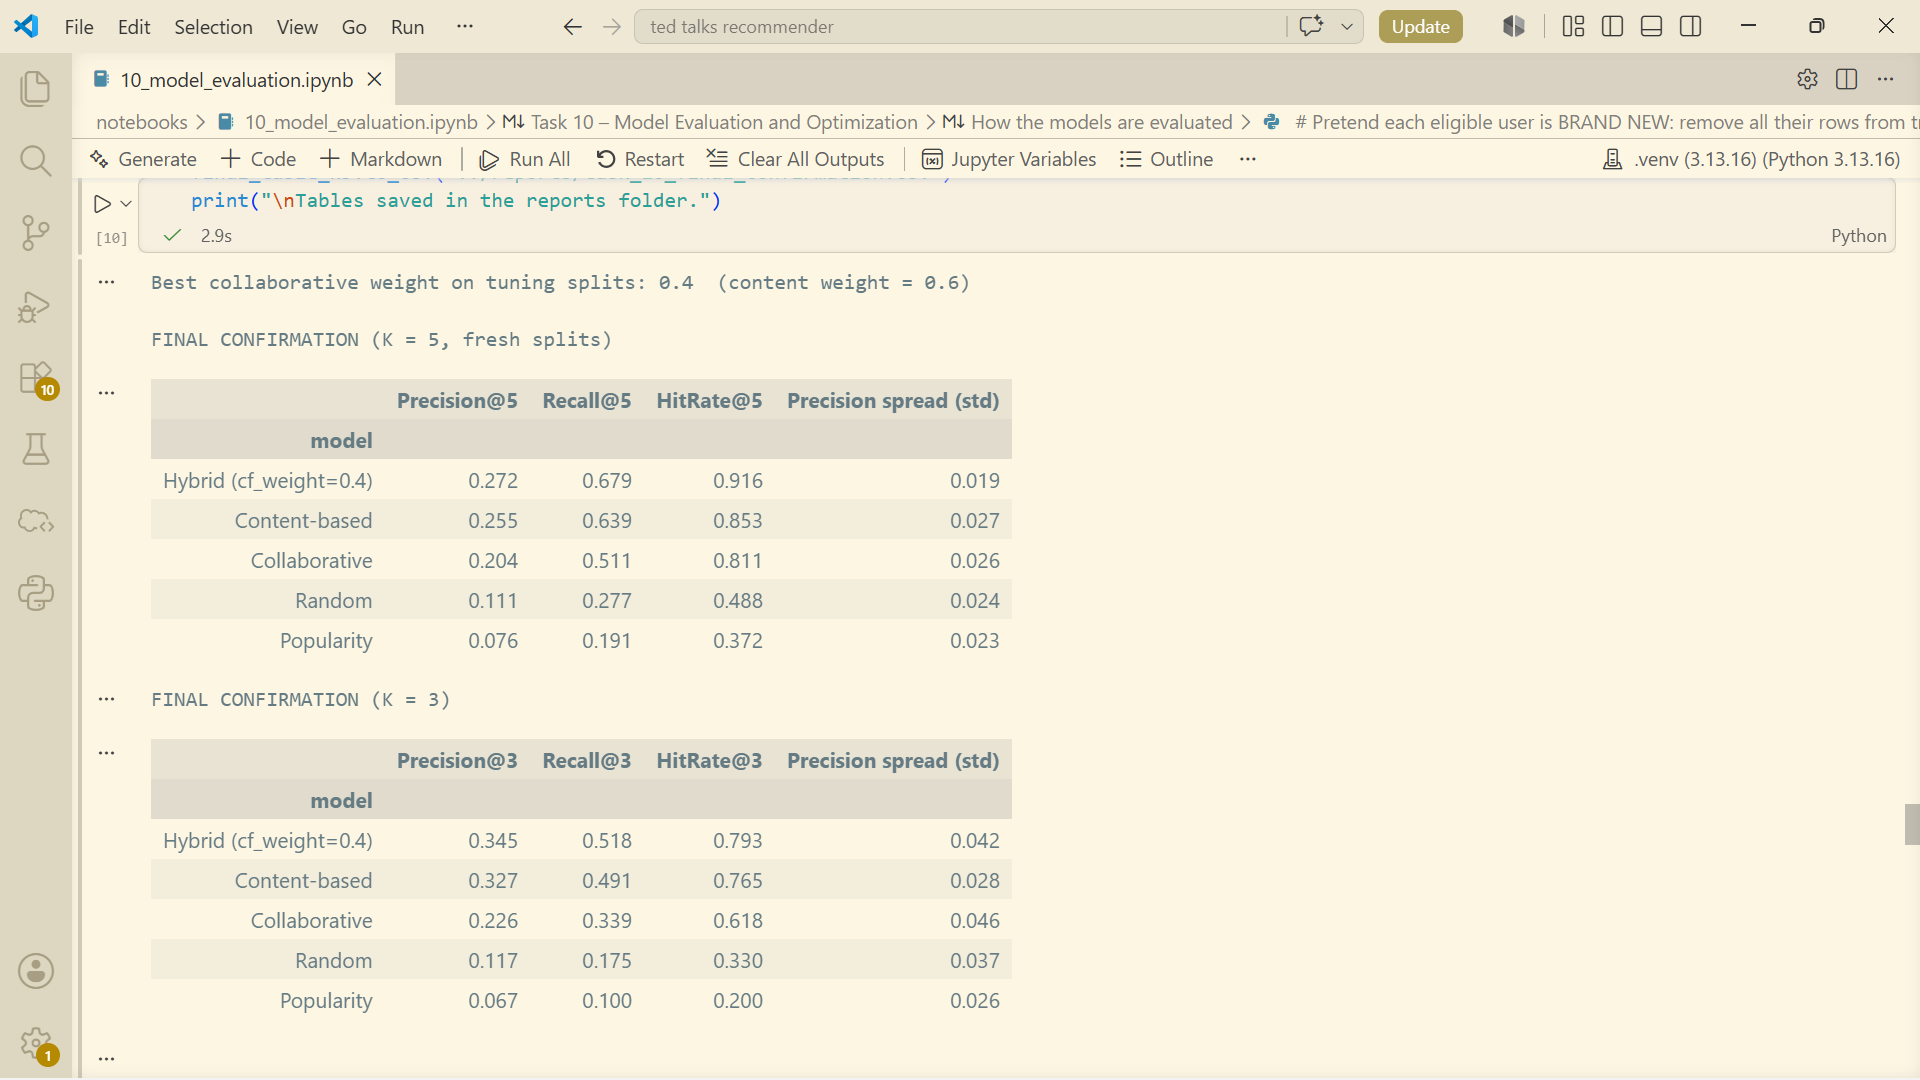 File Edit Selection View Go Run ··· ted talks recommender Update
10_model_evaluation.ipynb
notebooks > 10_model_evaluation.ipynb > M↓ Task 10 – Model Evaluation and Optimization > M↓ How the models are evaluated > # Pretend each eligible user is BRAND NEW: remove all their rows from
Generate + Code + Markdown Run All Restart Clear All Outputs Jupyter Variables Outline ··· .venv (3.13.16) (Python 3.13.16)
print("\nTables saved in the reports folder.")
[10] 2.9s Python
Best collaborative weight on tuning splits: 0.4 (content weight = 0.6)
FINAL CONFIRMATION (K = 5, fresh splits)
Precision@5 Recall@5 HitRate@5 Precision spread (std)
model
Hybrid (cf_weight=0.4) 0.272 0.679 0.916 0.019
Content-based 0.255 0.639 0.853 0.027
Collaborative 0.204 0.511 0.811 0.026
Random 0.111 0.277 0.488 0.024
Popularity 0.076 0.191 0.372 0.023
FINAL CONFIRMATION (K = 3)
Precision@3 Recall@3 HitRate@3 Precision spread (std)
model
Hybrid (cf_weight=0.4) 0.345 0.518 0.793 0.042
Content-based 0.327 0.491 0.765 0.028
Collaborative 0.226 0.339 0.618 0.046
Random 0.117 0.175 0.330 0.037
Popularity 0.067 0.100 0.200 0.026
10
1